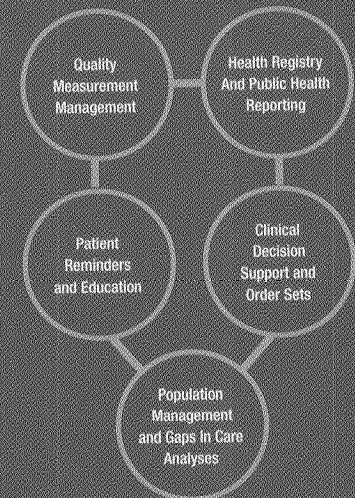 Quality
Measurement
Management
Health Registry
And Public Health
Reporting
Patient
Reminders
and Education
Clinical
Decision
Support and
Order Sets
Population
Management
and Gaps In Care
Analyses